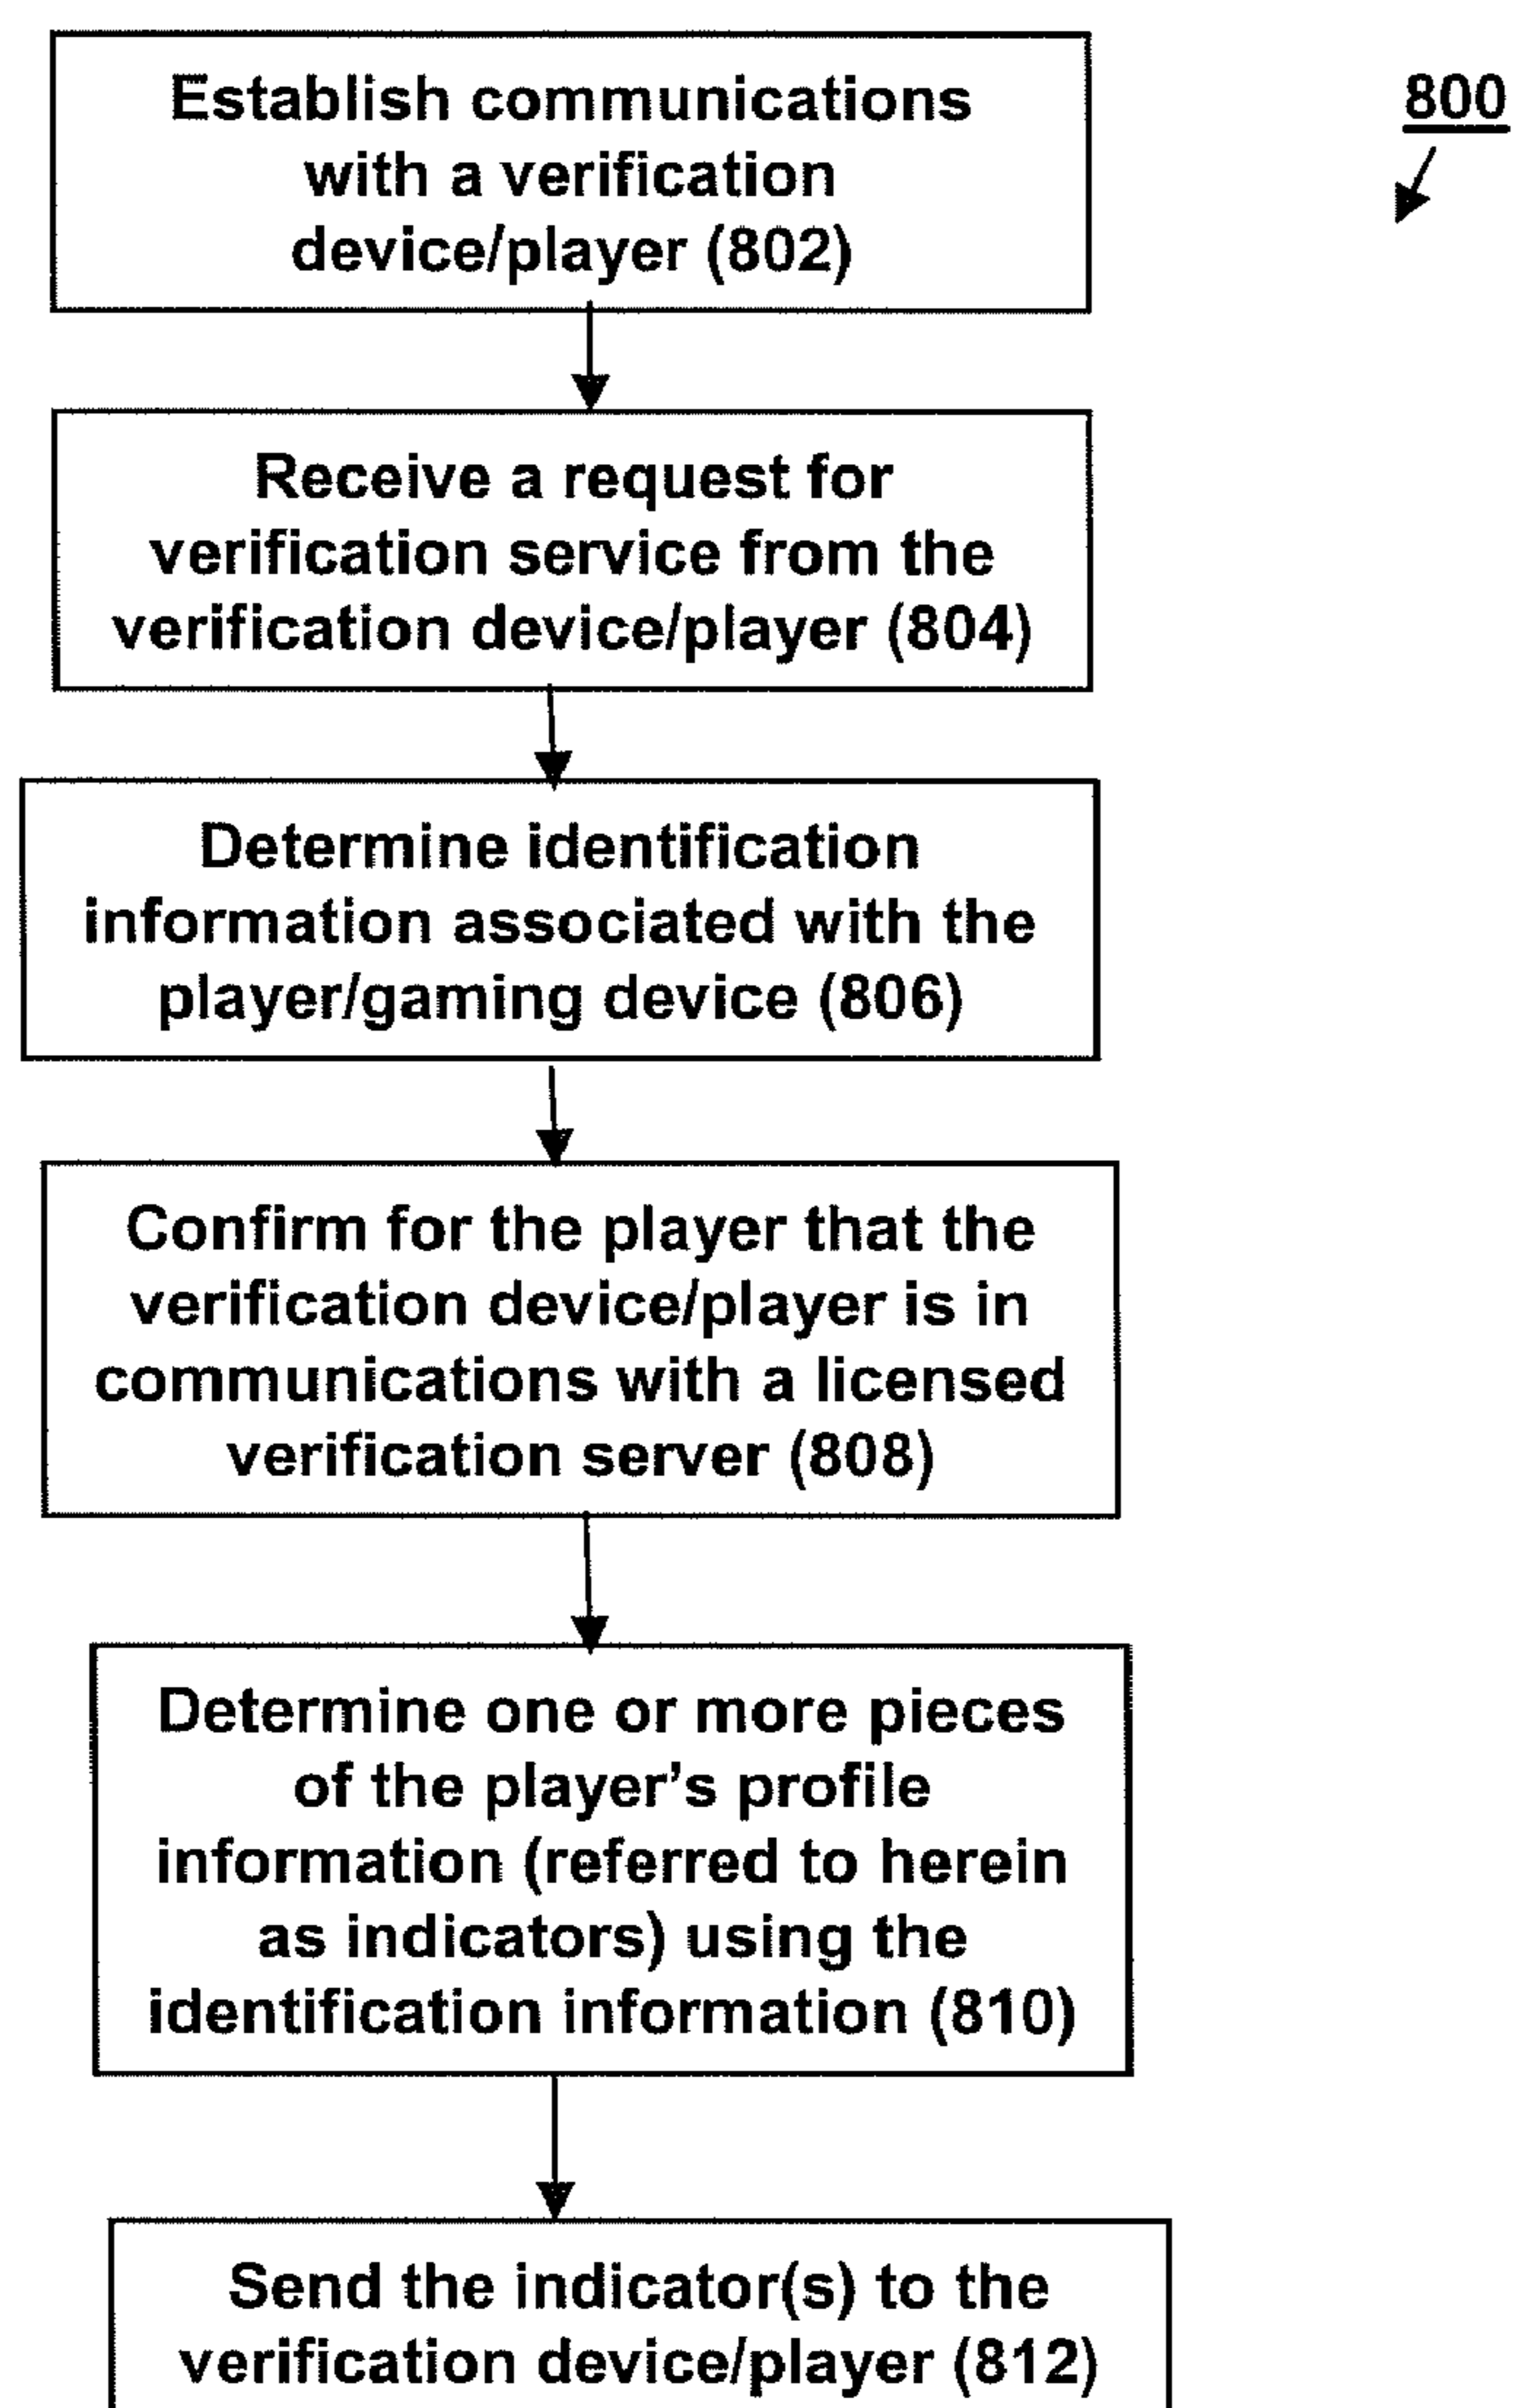 Establish communications
with a verification
device/player (802)
800
Receive a request for
verification service from the
verification device/player (804)
Determine identification
information associated with the
player/gaming device (806)
Confirm for the player that the
verification device/player is in
communications with a licensed
verification server (808)
Determine one or more pieces
of the player's profile
information (referred to herein
as indicators) using the
identification information (810)
Send the indicator(s) to the
verification device/player (812)